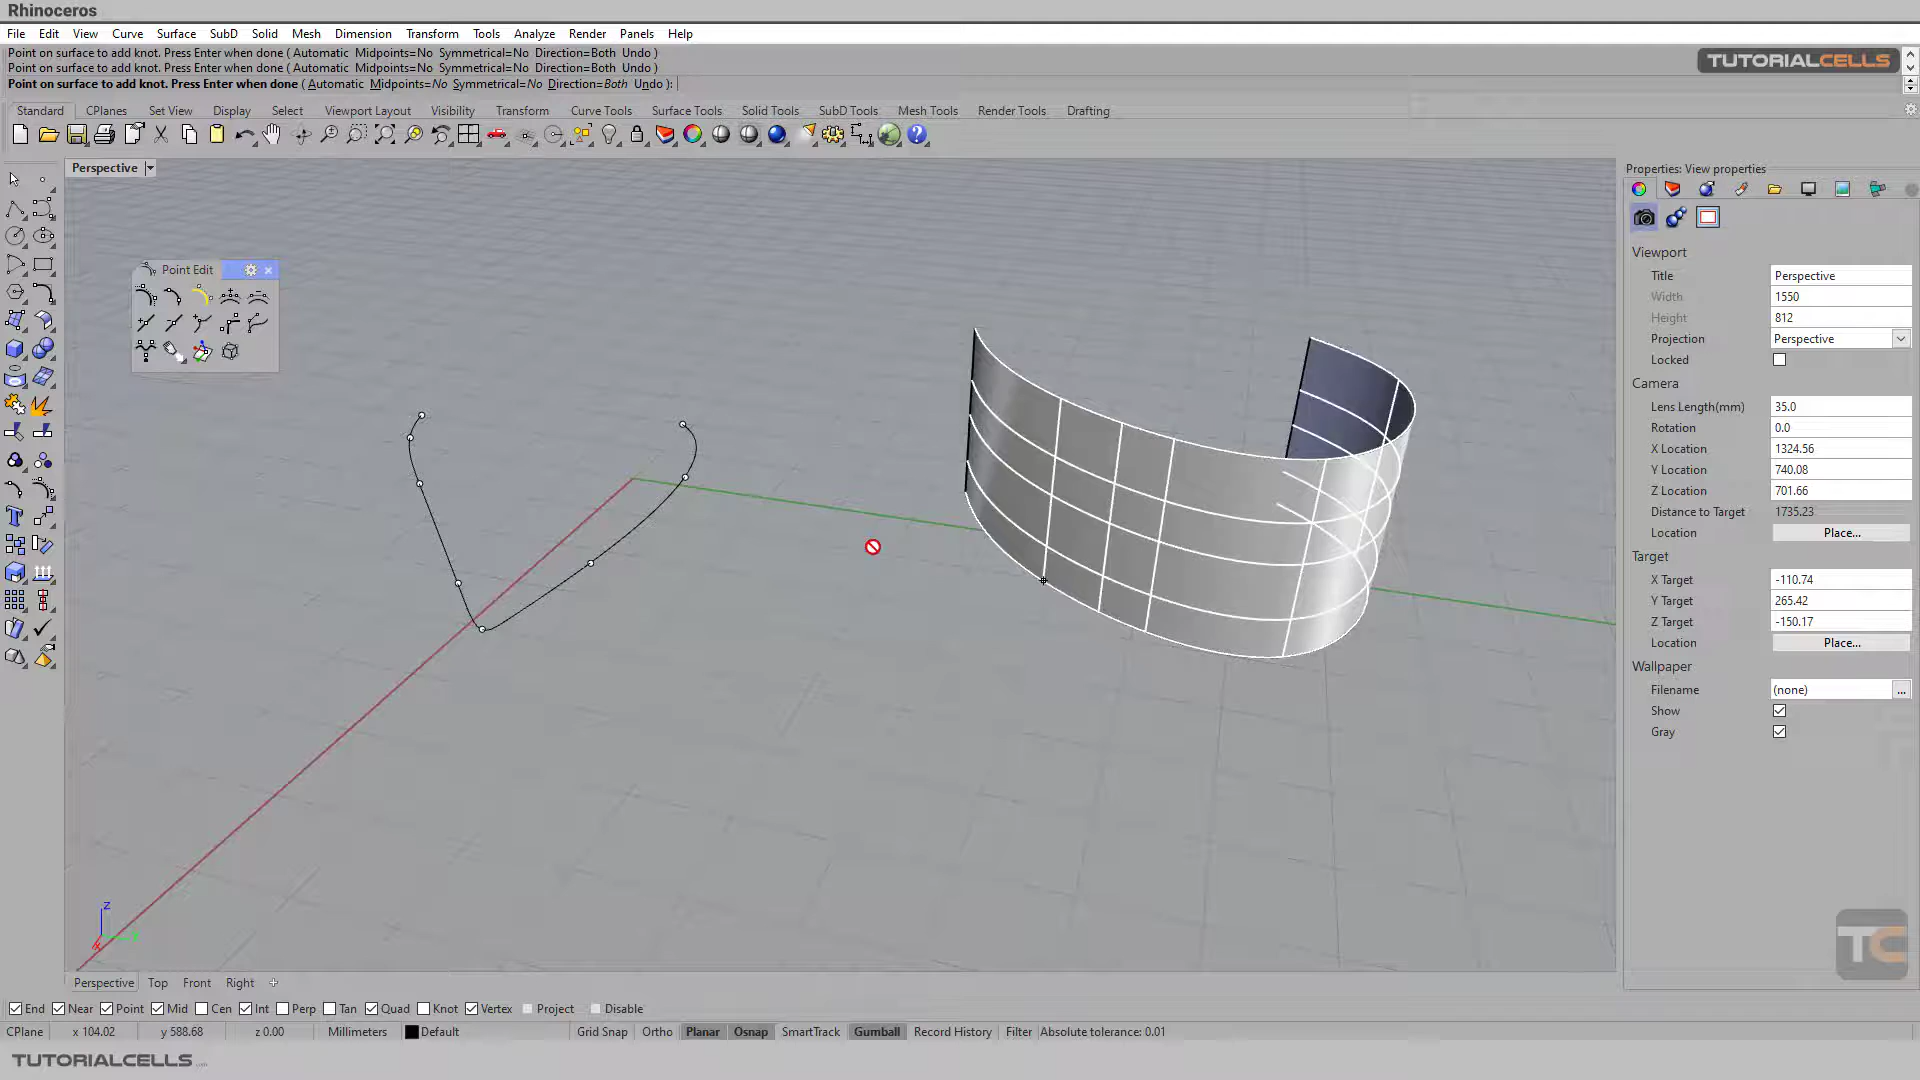 Rhinoceros
File Edit View Curve Surface SubD Solid Mesh Dimension Transform Tools Analyze Render Panels Help
Point on surface to add knot. Press Enter when done ( Automatic Midpoints=No Symmetrical=No Direction=Both Undo )
Point on surface to add knot. Press Enter when done ( Automatic Midpoints=No Symmetrical=No Direction=Both Undo )
Point on surface to add knot. Press Enter when done ( Automatic Midpoints=No Symmetrical=No Direction=Both Undo ):
TUTORIALCELLS
Standard CPlanes Set View Display Select Viewport Layout Visibility Transform Curve Tools Surface Tools Solid Tools SubD Tools Mesh Tools Render Tools Drafting
Perspective
Point Edit
Properties: View properties
Viewport
Title Perspective
Width 1550
Height 812
Projection Perspective
Locked
Camera
Lens Length(mm) 35.0
Rotation 0.0
X Location 1324.56
Y Location 740.08
Z Location 701.66
Distance to Target 1735.23
Location Place...
Target
X Target -110.74
Y Target 265.42
Z Target -150.17
Location Place...
Wallpaper
Filename (none) ...
Show
Gray
z
TC
Perspective Top Front Right
End Near Point Mid Cen Int Perp Tan Quad Knot Vertex Project Disable
CPlane x 104.02 y 588.68 z 0.00 Millimeters Default Grid Snap Ortho Planar Osnap SmartTrack Gumball Record History Filter Absolute tolerance: 0.01
TUTORIALCELLS